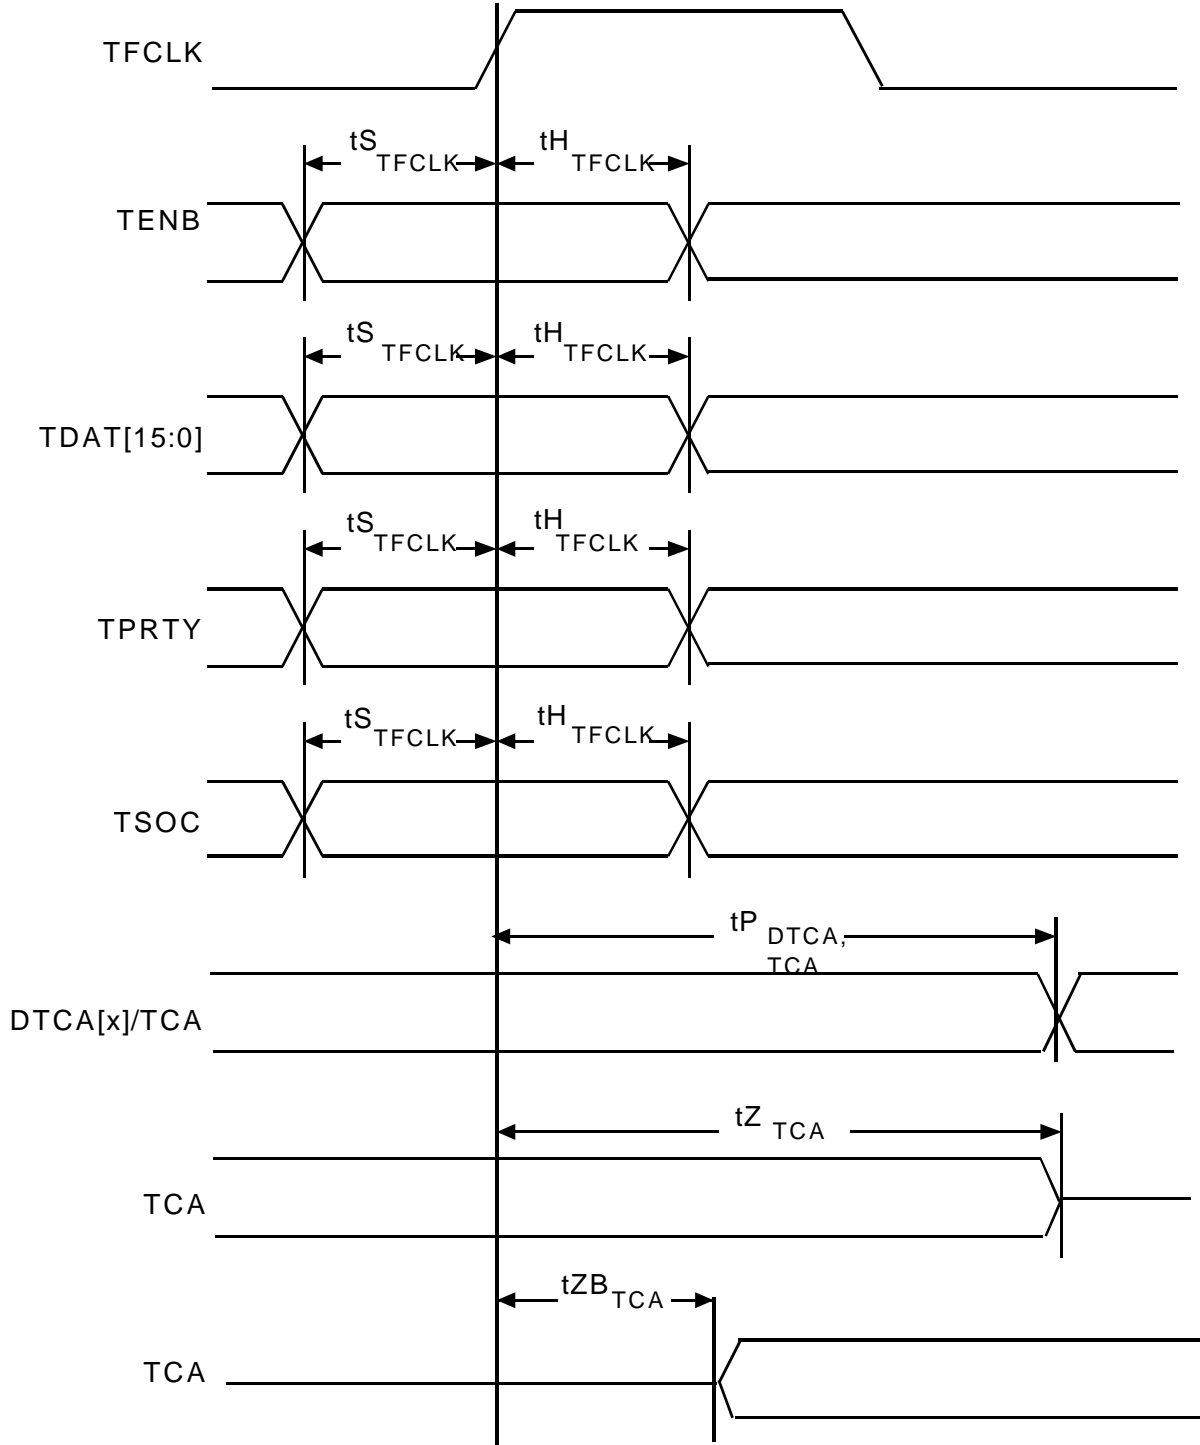 TFCLK
tS TFCLK tH TFCLK
TENB
tS TFCLK tH TFCLK
TDAT[15:0]
tS TFCLK tH TFCLK
TPRTY
tS TFCLK tH TFCLK
TSOC
tP DTCA,
TCA
DTCA[x]/TCA
tZ TCA
TCA
tZB TCA
TCA